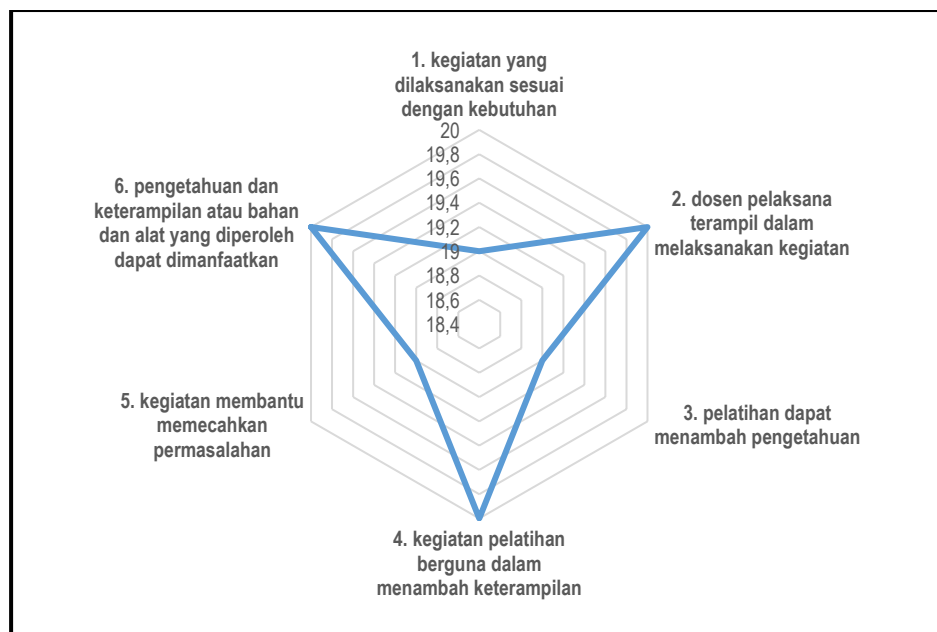 1. kegiatan yang
dilaksanakan sesuai
dengan kebutuhan
20
19,8
19,6
19,4
19,2
19
18,8
18,6
18,4
2. dosen pelaksana
terampil dalam
melaksanakan kegiatan
3. pelatihan dapat
menambah pengetahuan
4. kegiatan pelatihan
berguna dalam
menambah keterampilan
5. kegiatan membantu
memecahkan
permasalahan
6. pengetahuan dan
keterampilan atau bahan
dan alat yang diperoleh
dapat dimanfaatkan